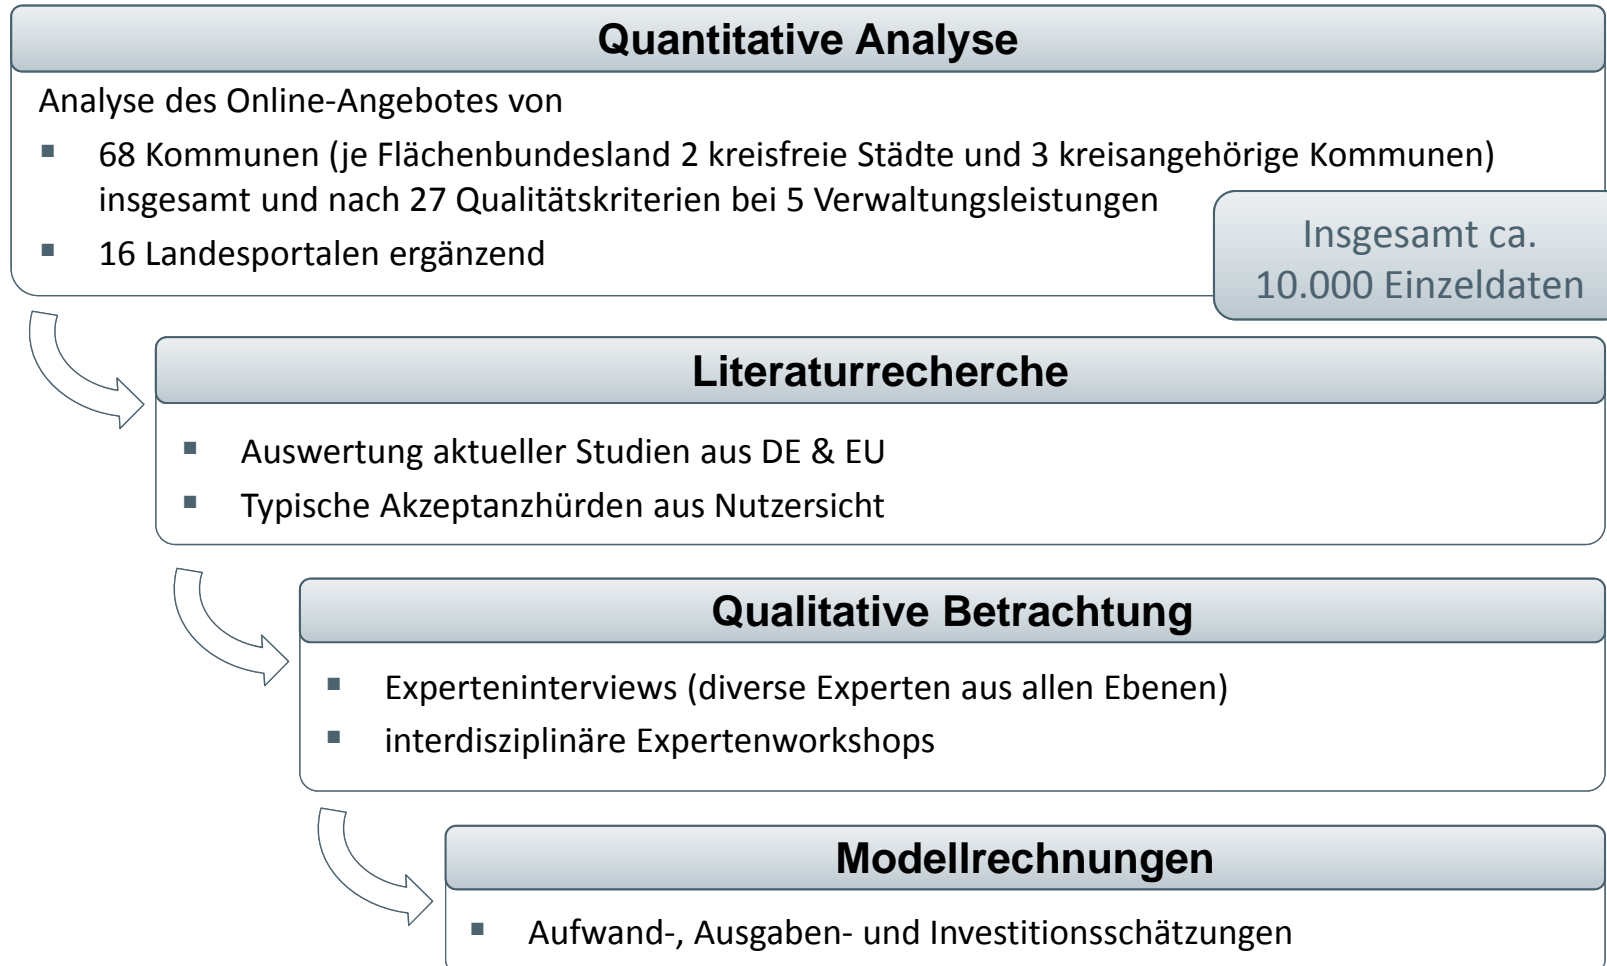 Quantitative Analyse
Analyse des Online-Angebotes von
▪ 68 Kommunen (je Flächenbundesland 2 kreisfreie Städte und 3 kreisangehörige Kommunen)
insgesamt und nach 27 Qualitätskriterien bei 5 Verwaltungsleistungen
▪ 16 Landesportalen ergänzend
Insgesamt ca.
10.000 Einzeldaten
Literaturrecherche
▪ Auswertung aktueller Studien aus DE & EU
▪ Typische Akzeptanzhürden aus Nutzersicht
Qualitative Betrachtung
▪ Experteninterviews (diverse Experten aus allen Ebenen)
▪ interdisziplinäre Expertenworkshops
Modellrechnungen
▪ Aufwand-, Ausgaben- und Investitionsschätzungen